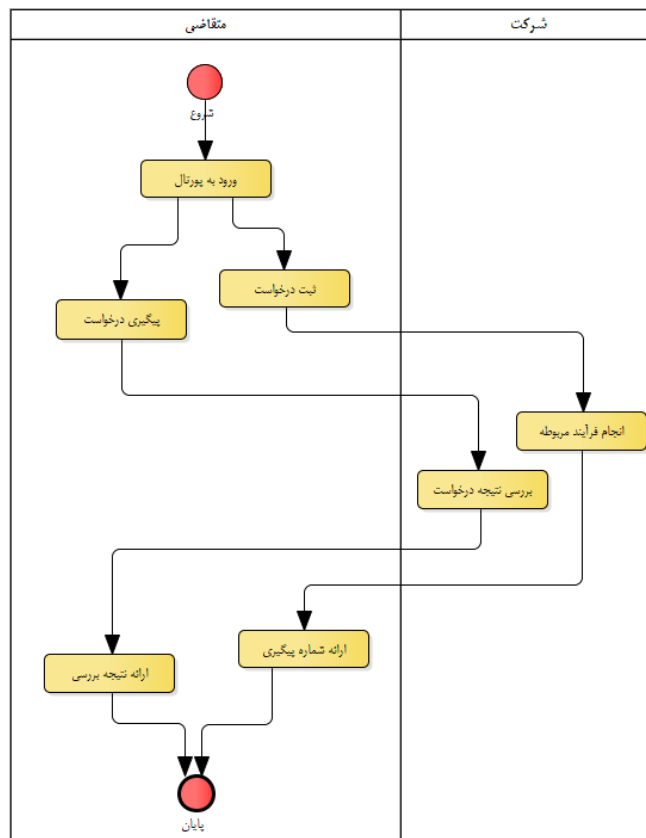 شرکت
متقاضی
شروع
ورود به پورتال
ثبت درخواست
پیگیری درخواست
انجام فرآیند مربوطه
بررسی نتیجه درخواست
ارائه شماره پیگیری
ارائه نتیجه بررسی
پایان